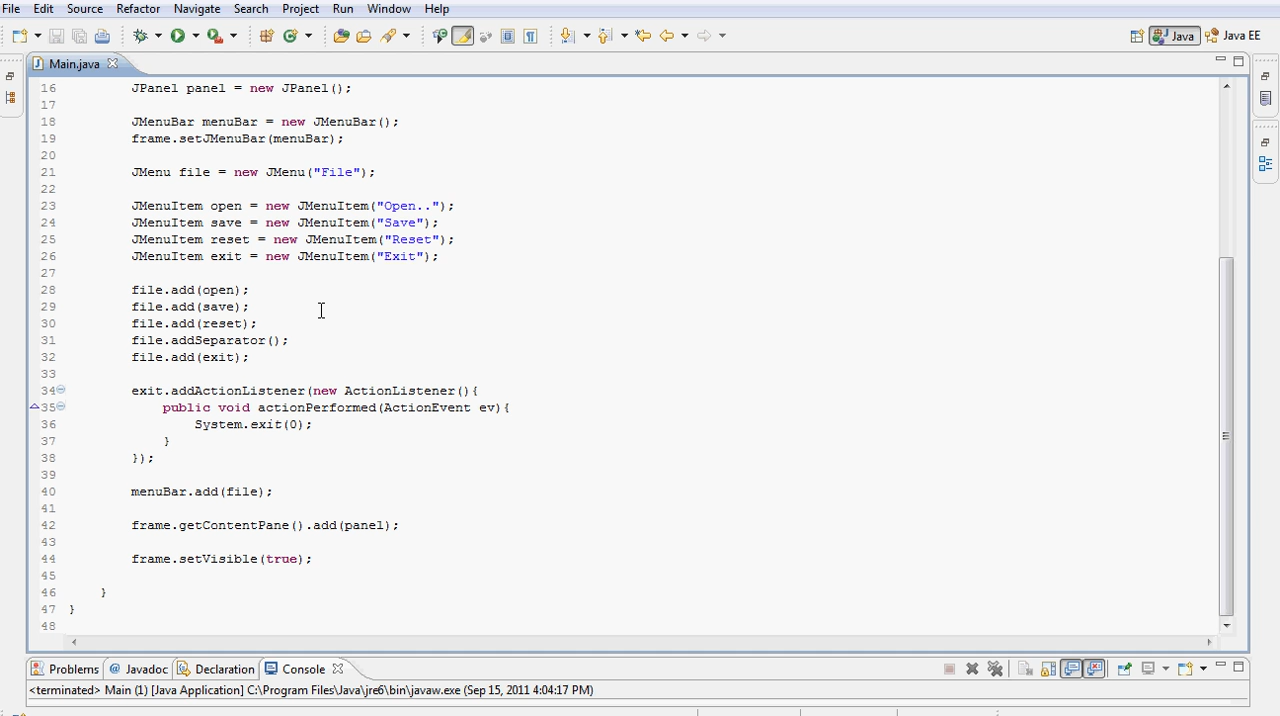 File Edit Source Refactor Navigate Search Project Run Window Help
Java Java EE
Main.java
16 JPanel panel = new JPanel();
17
18 JMenuBar menuBar = new JMenuBar();
19 frame.setJMenuBar(menuBar);
20
21 JMenu file = new JMenu("File");
22
23 JMenuItem open = new JMenuItem("Open..");
24 JMenuItem save = new JMenuItem("Save");
25 JMenuItem reset = new JMenuItem("Reset");
26 JMenuItem exit = new JMenuItem("Exit");
27
28 file.add(open);
29 file.add(save);
30 file.add(reset);
31 file.addSeparator();
32 file.add(exit);
33
34 exit.addActionListener(new ActionListener(){
35 public void actionPerformed(ActionEvent ev){
36 System.exit(0);
37 }
38 });
39
40 menuBar.add(file);
41
42 frame.getContentPane().add(panel);
43
44 frame.setVisible(true);
45
46 }
47 }
48
Problems @ Javadoc Declaration Console
<terminated> Main (1) [Java Application] C:\Program Files\Java\jre6\bin\javaw.exe (Sep 15, 2011 4:04:17 PM)